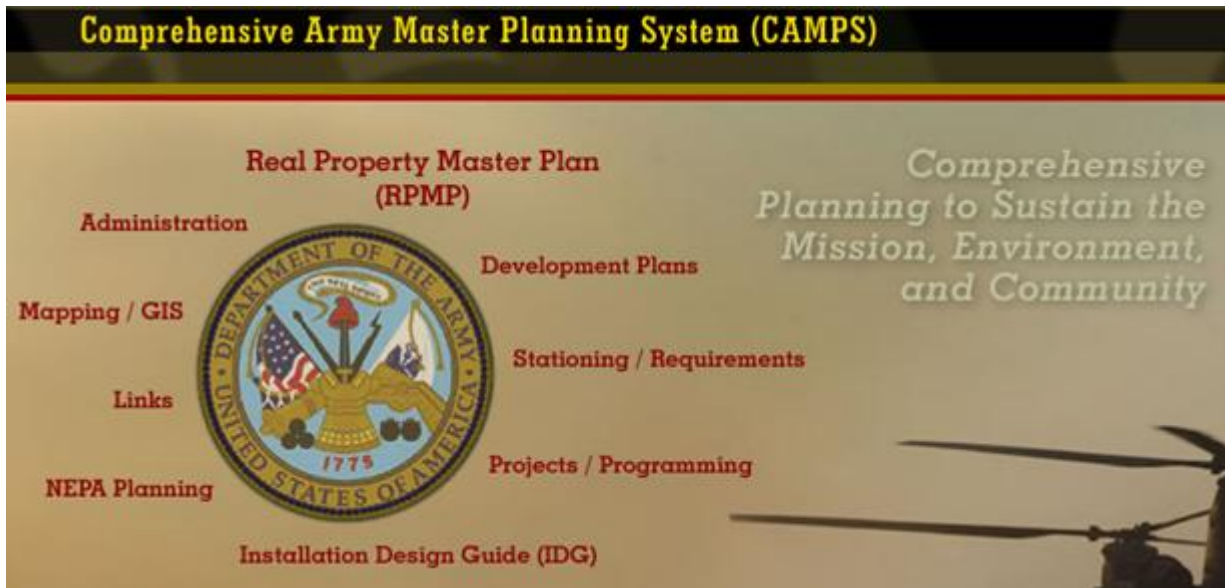 Comprehensive Army Master Planning System (CAMPS)
Real Property Master Plan
(RPMP)
Administration
Development Plans
Mapping / GIS
Stationing / Requirements
Links
Projects / Programming
NEPA Planning
Installation Design Guide (IDG)
Comprehensive
Planning to Sustain the
Mission, Environment,
and Community
DEPARTMENT OF THE ARMY
UNITED STATES OF AMERICA
1775